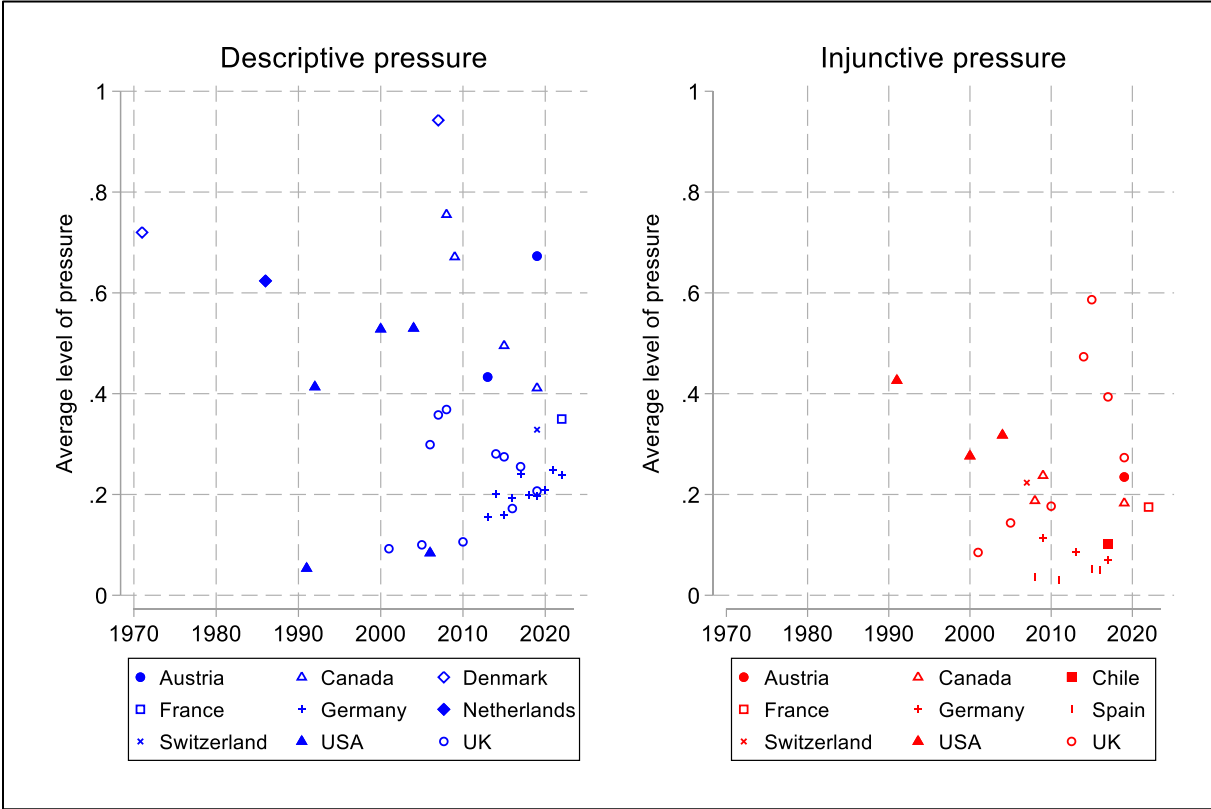 Descriptive pressure
Average level of pressure
1
.8
.6
.4
.2
0
1970 1980 1990 2000 2010 2020
Austria Canada Denmark
France Germany Netherlands
Switzerland USA UK
Injunctive pressure
Average level of pressure
1
.8
.6
.4
.2
0
1970 1980 1990 2000 2010 2020
Austria Canada Chile
France Germany Spain
Switzerland USA UK